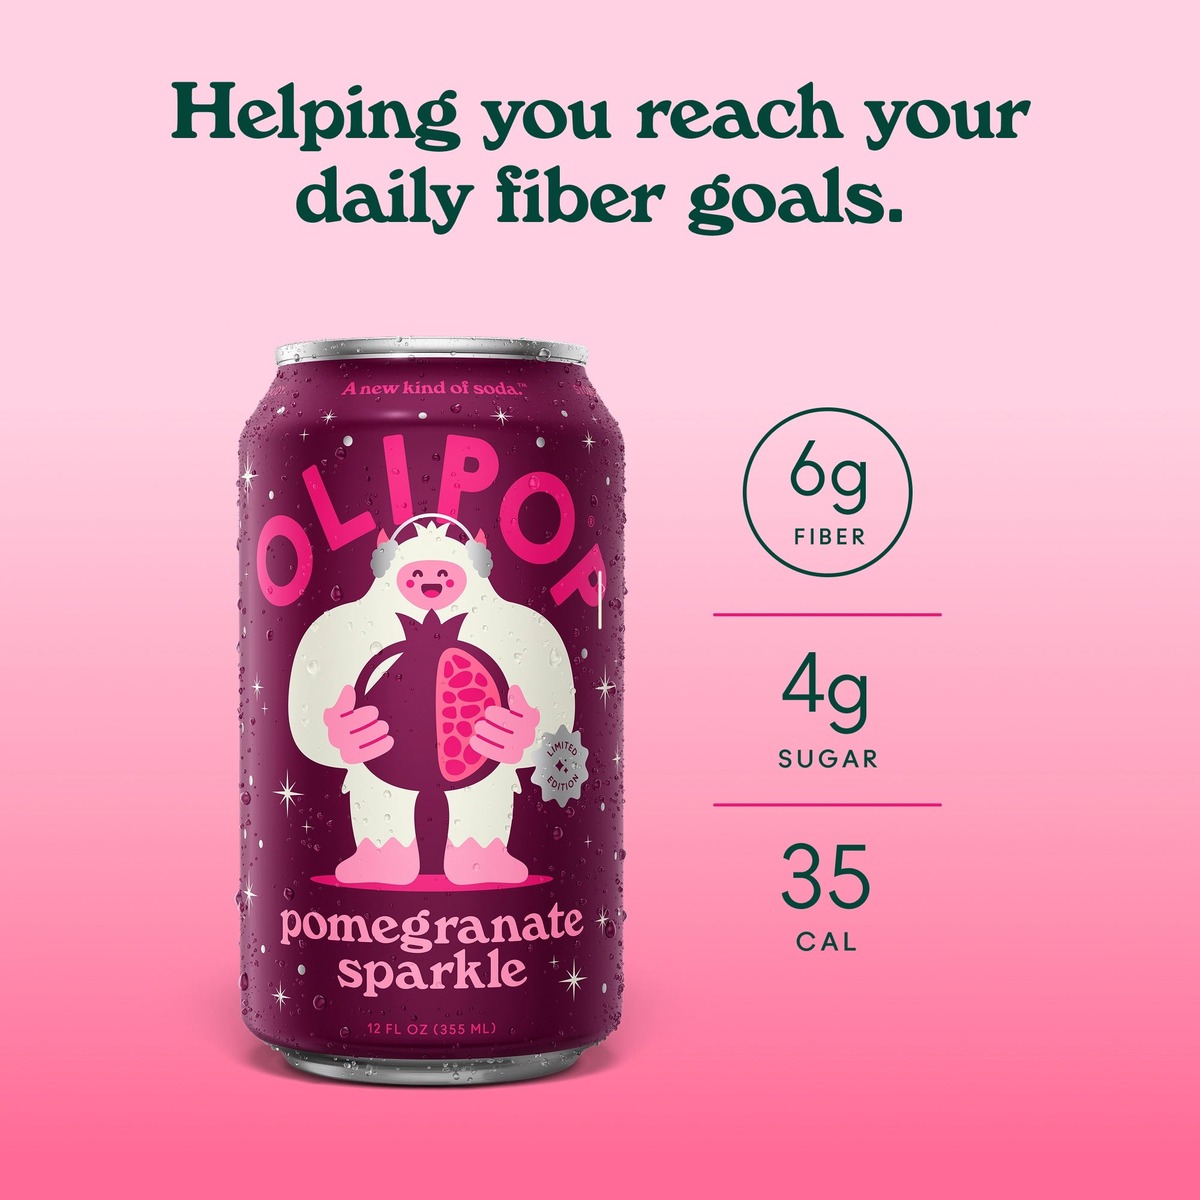 Helping you reach your
daily fiber goals.
A new kind of soda.™
OLIPOP®
LIMITED
EDITION
pomegranate
sparkle
12 FL OZ (355 ML)
6g
FIBER
4g
SUGAR
35
CAL